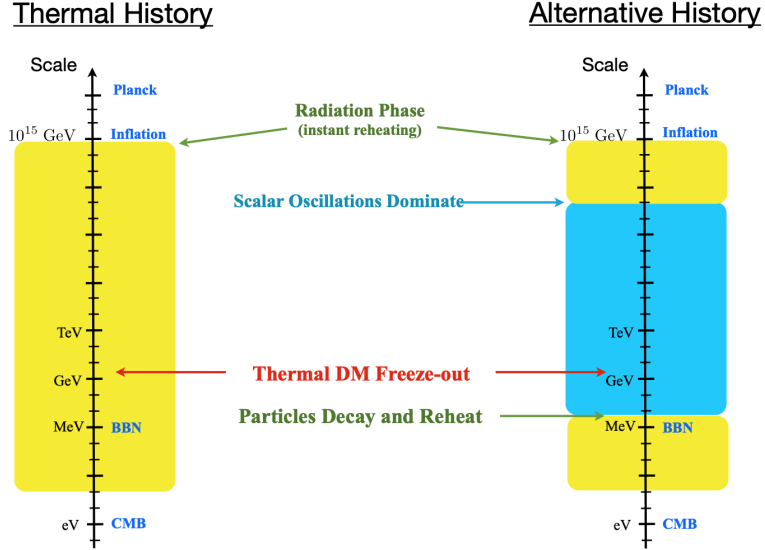 Thermal History
Alternative History
Scale
Scale
Planck
Planck
Radiation Phase
(instant reheating)
10^15 GeV
Inflation
10^15 GeV
Inflation
Scalar Oscillations Dominate
TeV
TeV
Thermal DM Freeze-out
GeV
GeV
Particles Decay and Reheat
MeV
BBN
MeV
BBN
eV
CMB
eV
CMB